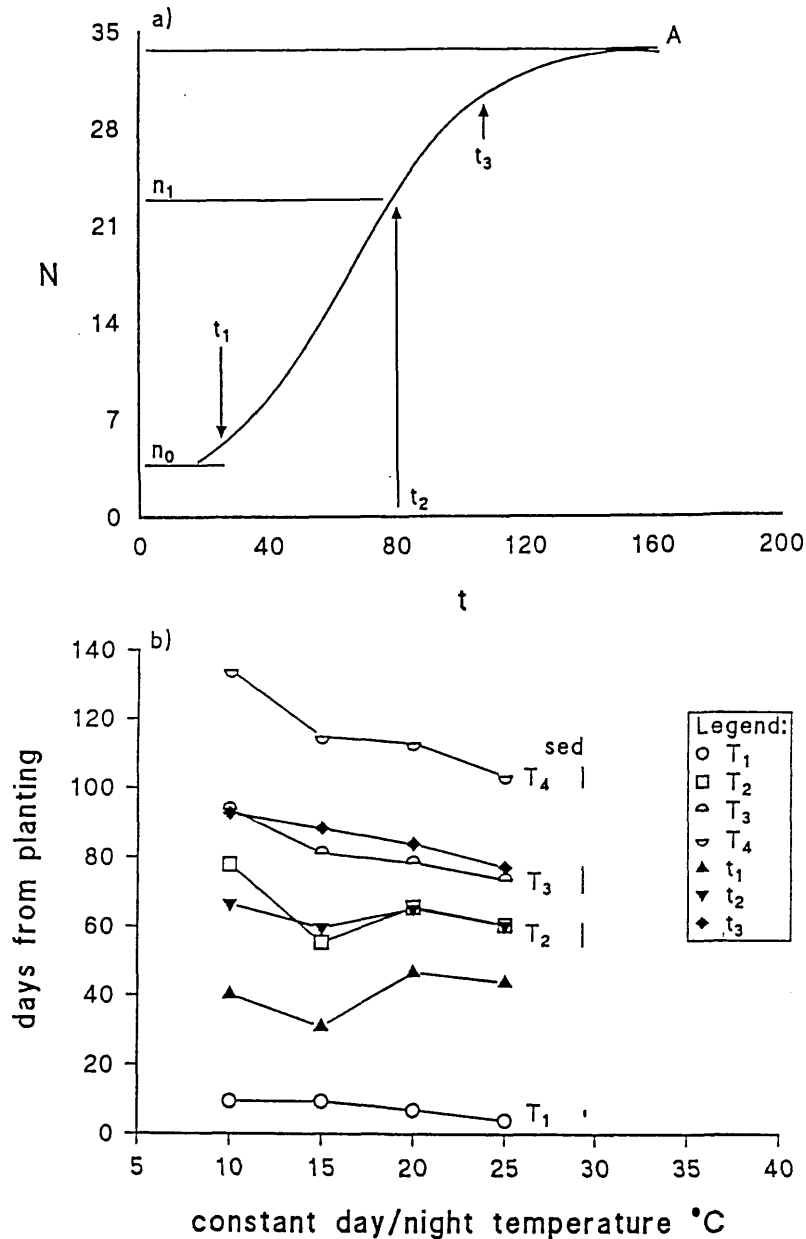 a)
35
28
21
14
7
0
N
A
n₁
n₀
t₁
t₂
t₃
0 40 80 120 160 200
t
b)
140
120
100
80
60
40
20
0
days from planting
sed
T₄
T₃
T₂
T₁
Legend:
T₁
T₂
T₃
T₄
t₁
t₂
t₃
5 10 15 20 25 30 35 40
constant day/night temperature °C